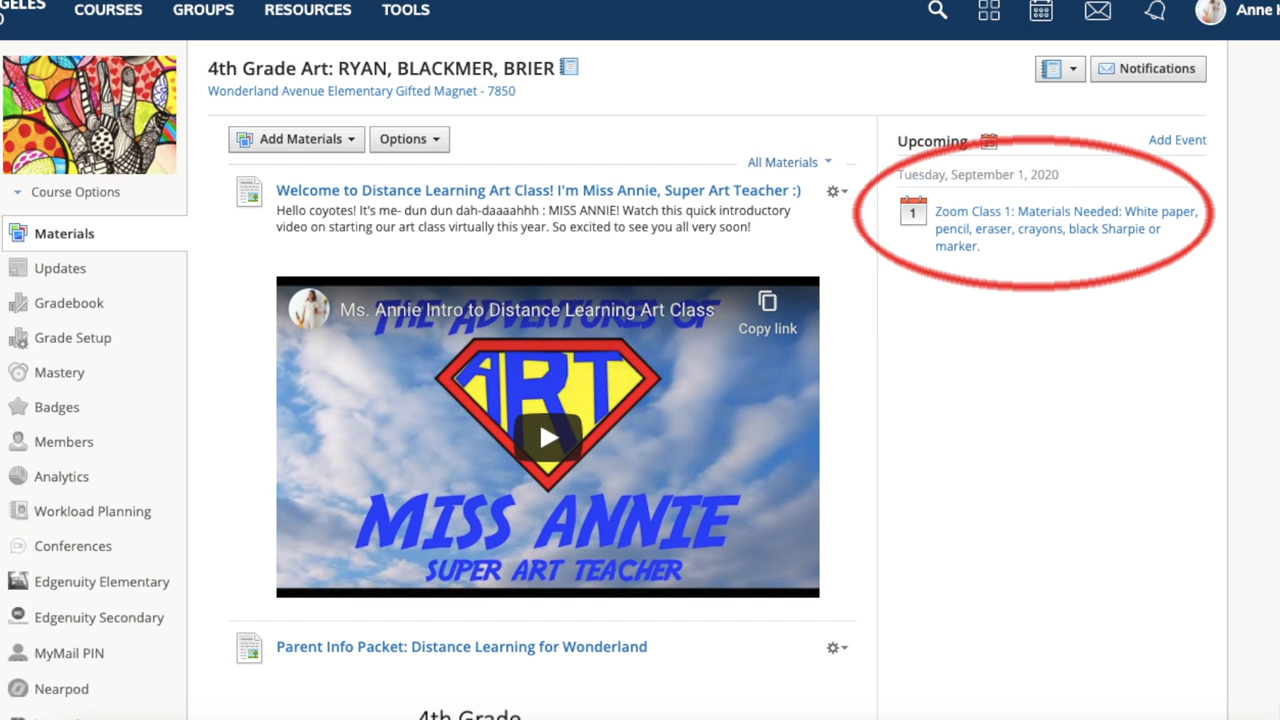 GELES
COURSES
GROUPS
RESOURCES
TOOLS
Anne
4th Grade Art: RYAN, BLACKMER, BRIER
Wonderland Avenue Elementary Gifted Magnet - 7850
Notifications
Course Options
Materials
Updates
Gradebook
Grade Setup
Mastery
Badges
Members
Analytics
Workload Planning
Conferences
Edgenuity Elementary
Edgenuity Secondary
MyMail PIN
Nearpod
Add Materials
Options
All Materials
Welcome to Distance Learning Art Class! I'm Miss Annie, Super Art Teacher :)
Hello coyotes! It's me- dun dun dah-daaaahhh : MISS ANNIE! Watch this quick introductory
video on starting our art class virtually this year. So excited to see you all very soon!
Ms. Annie Intro to Distance Learning Art Class
Copy link
THE ADVENTURES OF
ART
MISS ANNIE
SUPER ART TEACHER
Parent Info Packet: Distance Learning for Wonderland
4th Grade
Upcoming
Add Event
Tuesday, September 1, 2020
1
Zoom Class 1: Materials Needed: White paper,
pencil, eraser, crayons, black Sharpie or
marker.